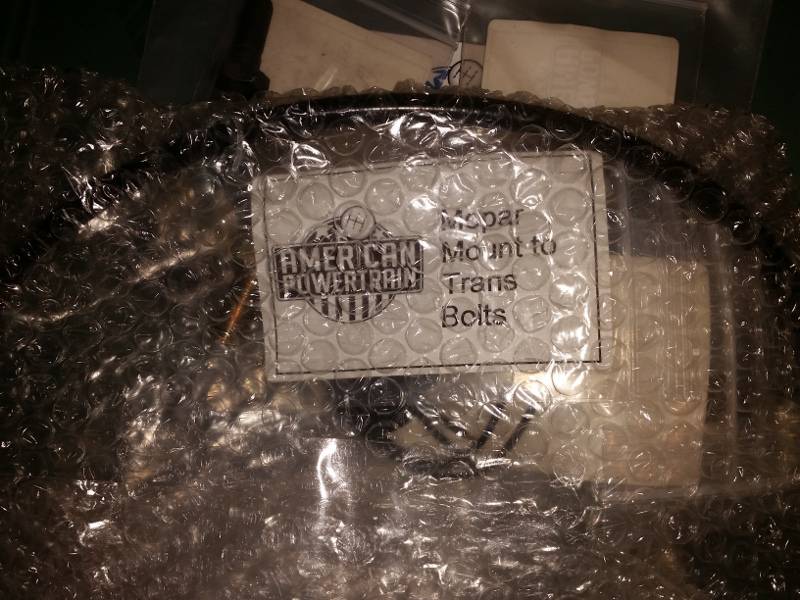 AMERICAN
POWERTRAIN
Mopar
Mount to
Trans
Bolts